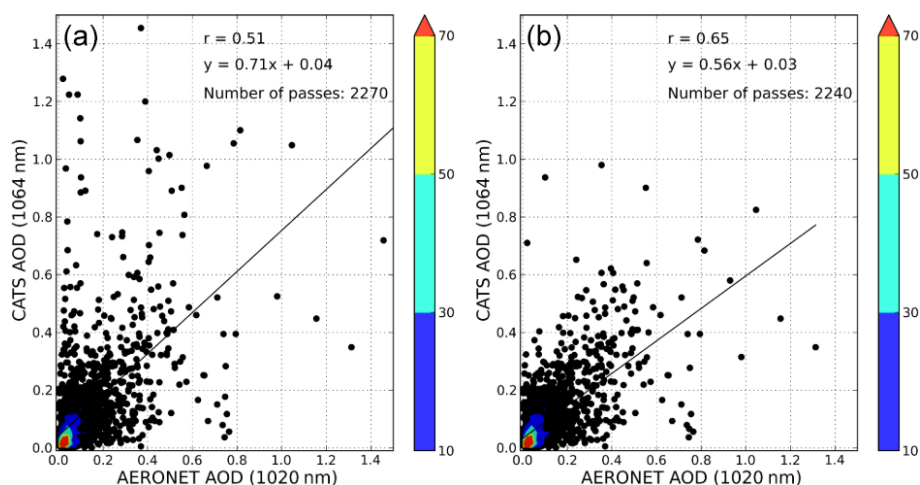 (a)
r = 0.51
y = 0.71x + 0.04
Number of passes: 2270
CATS AOD (1064 nm)
1.4
1.2
1.0
0.8
0.6
0.4
0.2
0.0
0.0 0.2 0.4 0.6 0.8 1.0 1.2 1.4
AERONET AOD (1020 nm)
70
50
30
10
(b)
r = 0.65
y = 0.56x + 0.03
Number of passes: 2240
CATS AOD (1064 nm)
1.4
1.2
1.0
0.8
0.6
0.4
0.2
0.0
0.0 0.2 0.4 0.6 0.8 1.0 1.2 1.4
AERONET AOD (1020 nm)
70
50
30
10